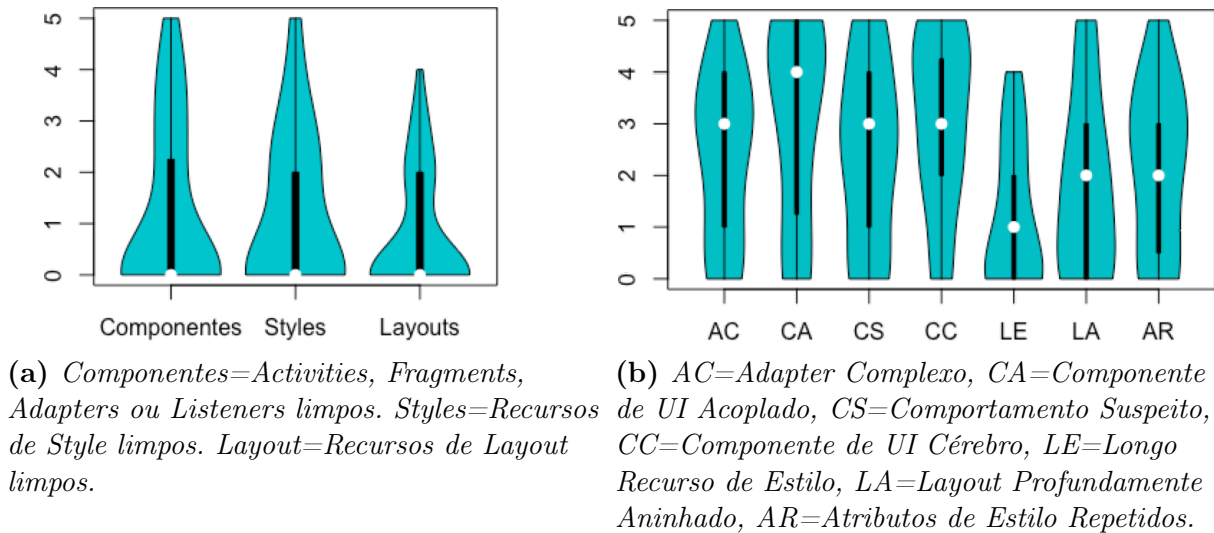 5
4
3
2
1
0
Componentes Styles Layouts
(a) Componentes=Activities, Fragments,
Adapters ou Listeners limpos. Styles=Recursos
de Style limpos. Layout=Recursos de Layout
limpos.
5
4
3
2
1
0
AC CA CS CC LE LA AR
(b) AC=Adapter Complexo, CA=Componente
de UI Acoplado, CS=Comportamento Suspeito,
CC=Componente de UI Cérebro, LE=Longo
Recurso de Estilo, LA=Layout Profundamente
Aninhado, AR=Atributos de Estilo Repetidos.